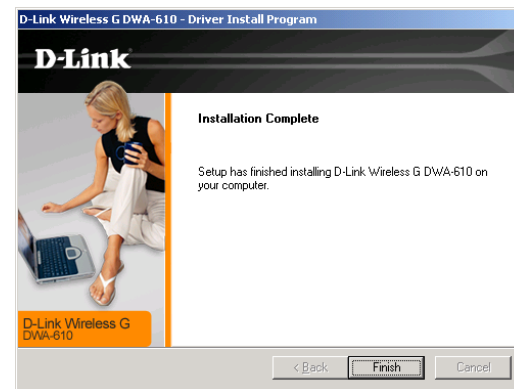 D-Link Wireless G DWA-610 - Driver Install Program
D-Link
Installation Complete
Setup has finished installing D-Link Wireless G DWA-610 on
your computer.
D-Link Wireless G
DWA-610
< Back
Finish
Cancel